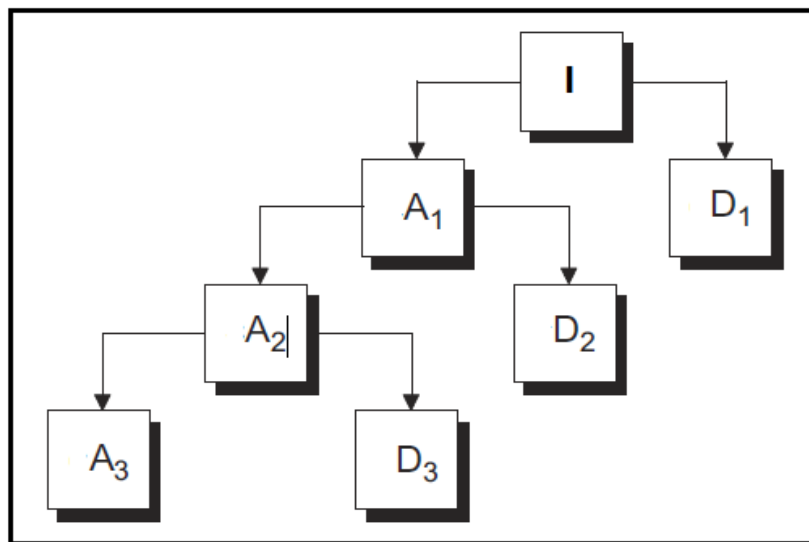 I
A₁ D₁
A₂ D₂
A₃ D₃